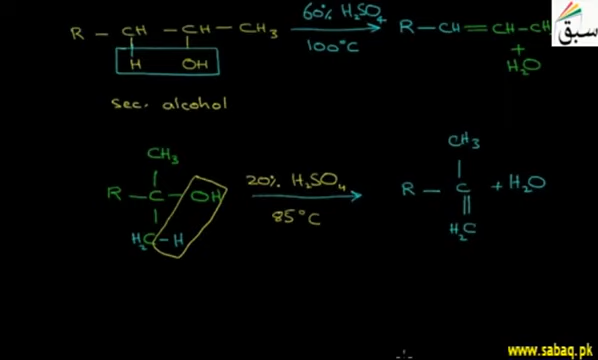 R — CH — CH — CH₃ 60% H₂SO₄ 100°C R — CH = CH — CH
H OH + H₂O
sec. alcohol
CH₃ CH₃
R — C — OH 20% H₂SO₄ 85°C R — C + H₂O
H₂C — H H₂C
سبق
www.sabaq.pk